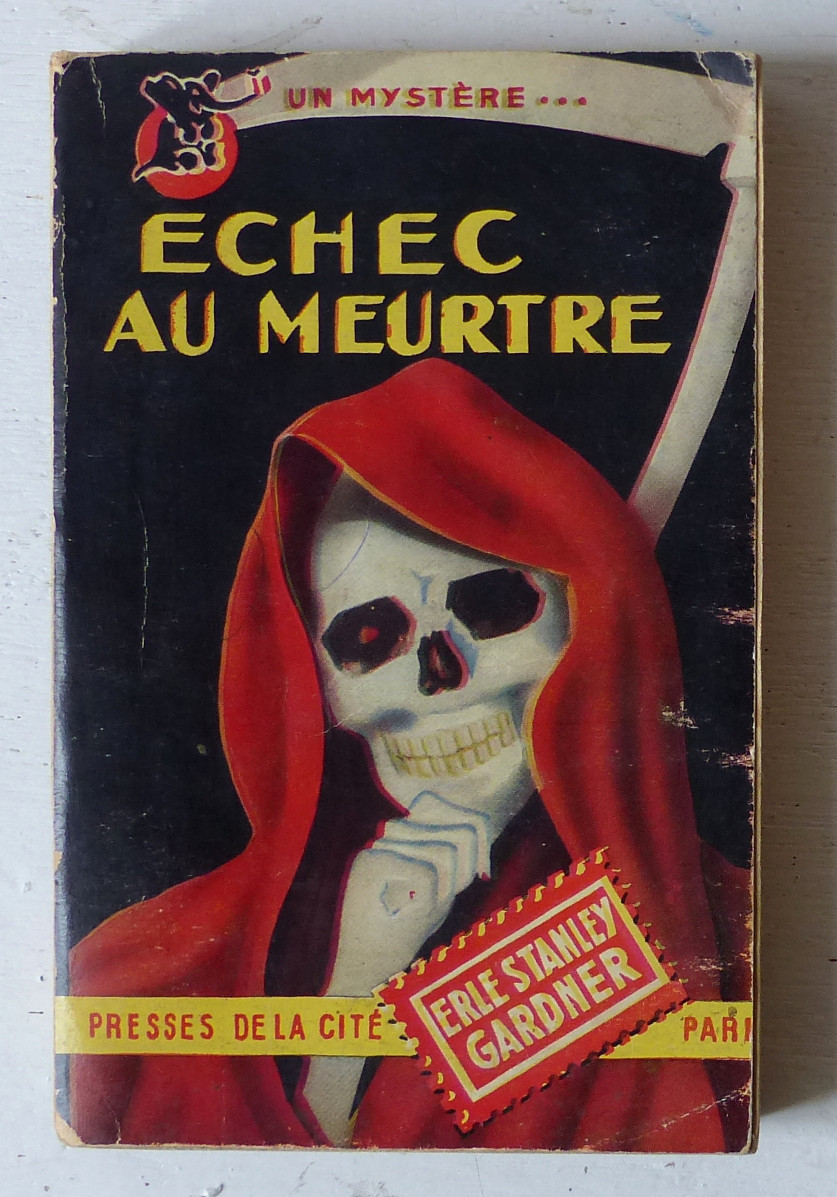 UN MYSTÈRE...
ECHEC
AU MEURTRE
ERLE STANLEY
GARDNER
PRESSES DE LA CITÉ PARI